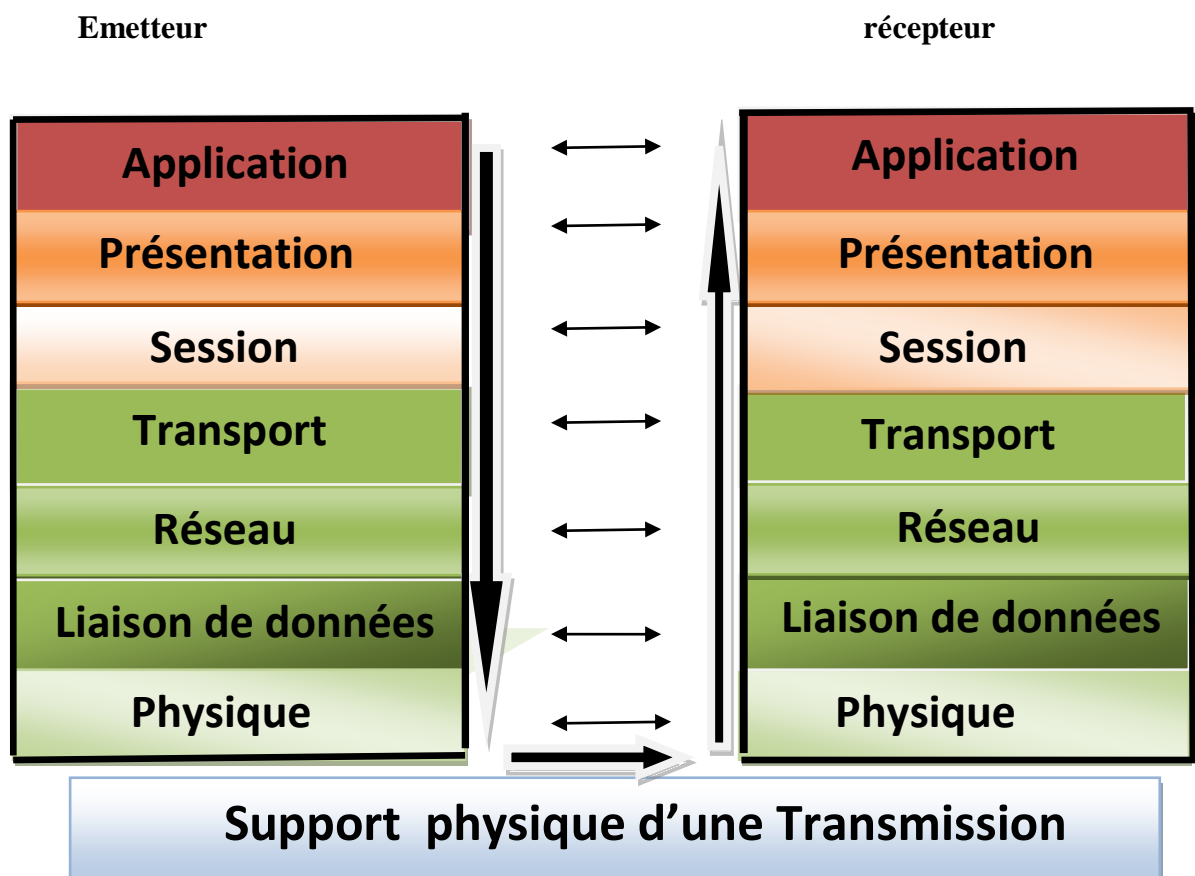 Emetteur
récepteur
Application
Présentation
Session
Transport
Réseau
Liaison de données
Physique
Application
Présentation
Session
Transport
Réseau
Liaison de données
Physique
Support physique d’une Transmission